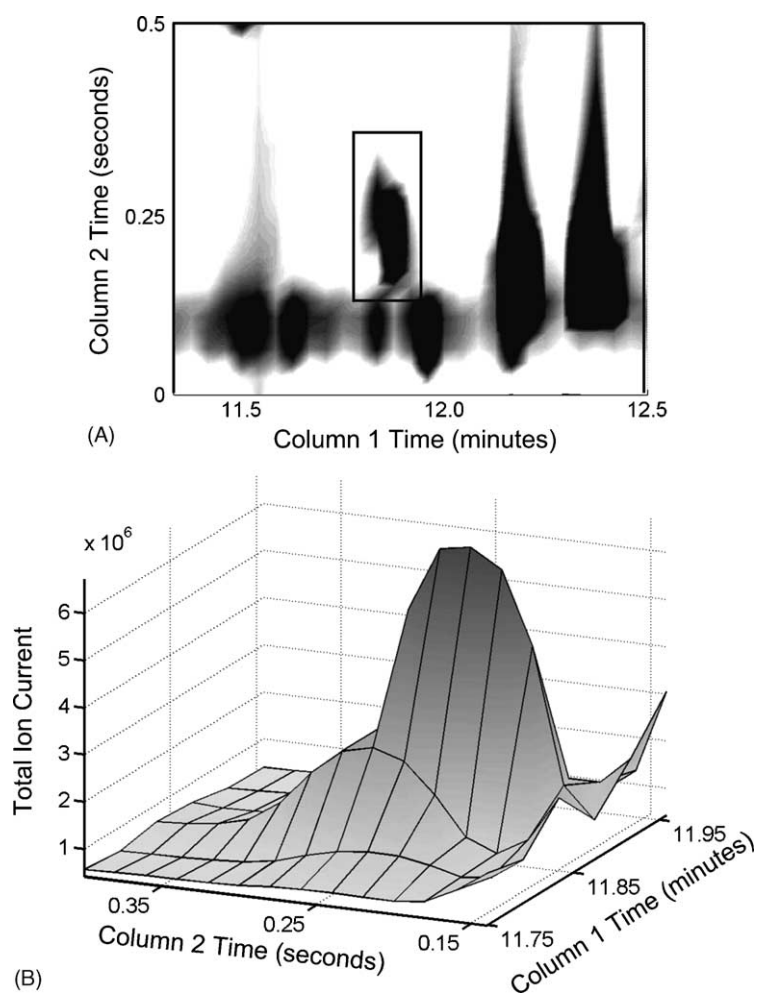 0.5
0.25
0
Column 2 Time (seconds)
11.5
12.0
12.5
Column 1 Time (minutes)
(A)
x 10⁶
6
5
4
3
2
1
Total Ion Current
0.35
0.25
0.15
Column 2 Time (seconds)
11.75
11.85
11.95
Column 1 Time (minutes)
(B)